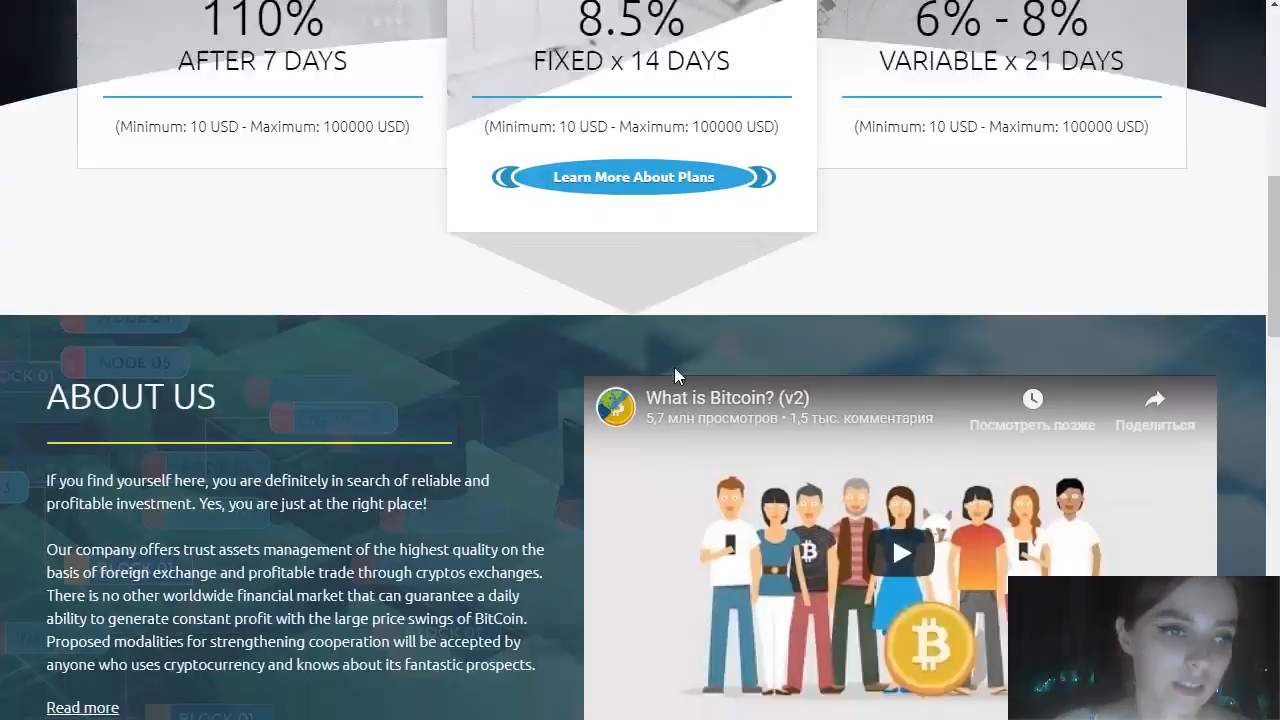 110%
AFTER 7 DAYS
(Minimum: 10 USD - Maximum: 100000 USD)
8.5%
FIXED x 14 DAYS
(Minimum: 10 USD - Maximum: 100000 USD)
Learn More About Plans
6% - 8%
VARIABLE x 21 DAYS
(Minimum: 10 USD - Maximum: 100000 USD)
NODE 05
OCK 01
ABOUT US
If you find yourself here, you are definitely in search of reliable and
profitable investment. Yes, you are just at the right place!
Our company offers trust assets management of the highest quality on the
basis of foreign exchange and profitable trade through cryptos exchanges.
There is no other worldwide financial market that can guarantee a daily
ability to generate constant profit with the large price swings of BitCoin.
Proposed modalities for strengthening cooperation will be accepted by
anyone who uses cryptocurrency and knows about its fantastic prospects.
Read more
What is Bitcoin? (v2)
5,7 млн просмотров • 1,5 тыс. комментария
Посмотреть позже
Поделиться